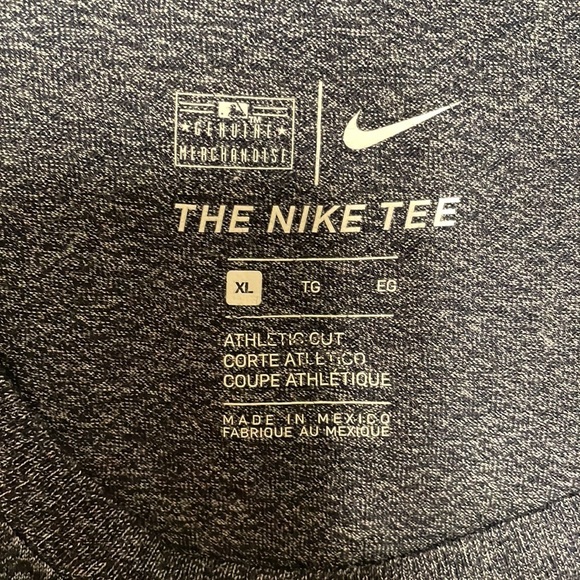 TM
★ GENUINE ★
MERCHANDISE
THE NIKE TEE
XL TG EG
ATHLETIC CUT
CORTE ATLÉTICO
COUPE ATHLÉTIQUE
MADE IN MEXICO
FABRIQUÉ AU MEXIQUE